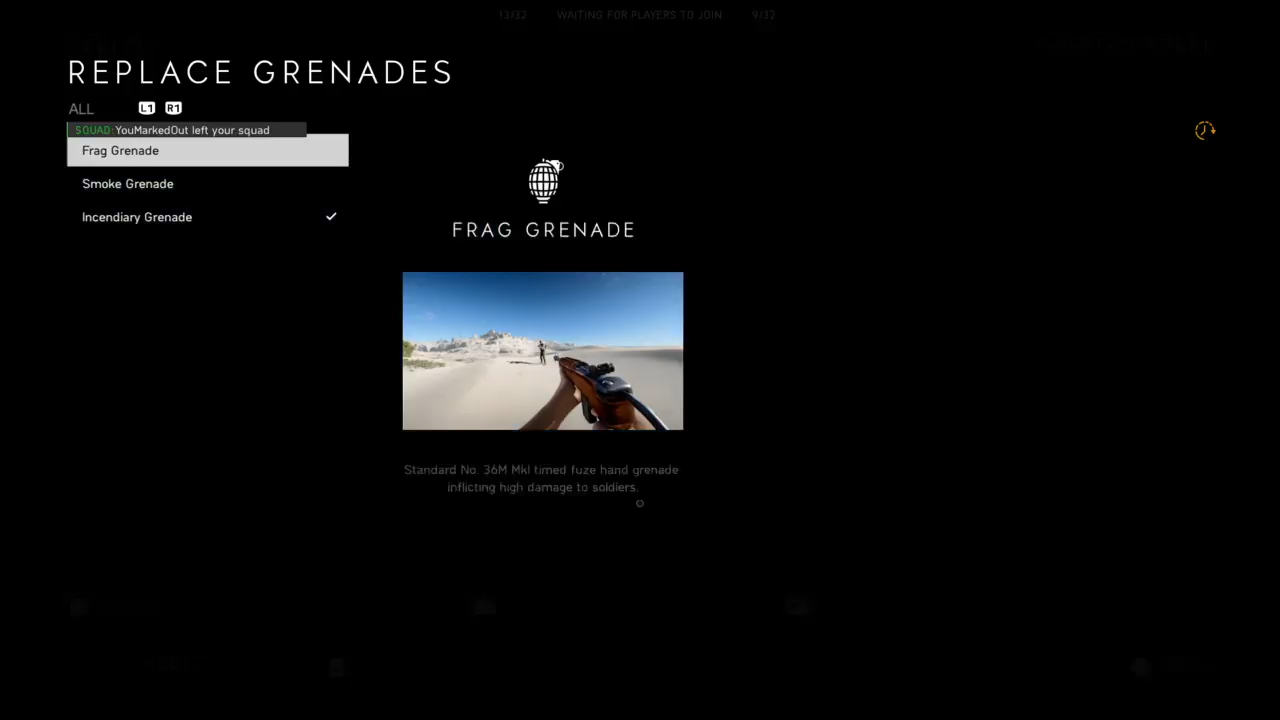 13/32 WAITING FOR PLAYERS TO JOIN 9/32
REPLACE GRENADES
ALL L1 R1
SQUAD: YouMarkedOut left your squad
Frag Grenade
Smoke Grenade
Incendiary Grenade
FRAG GRENADE
Standard No. 36M MkI timed fuze hand grenade
inflicting high damage to soldiers.